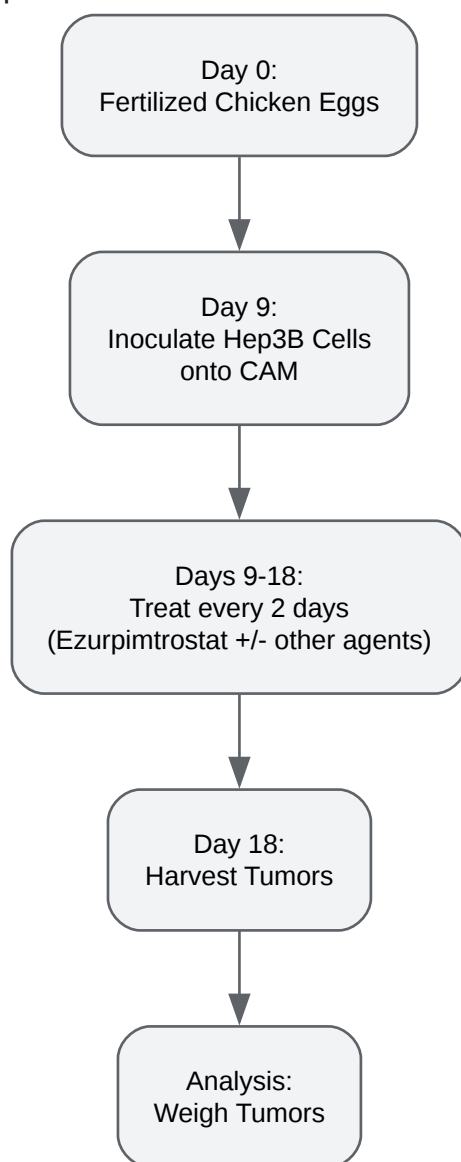 Day 0:
Fertilized Chicken Eggs
Day 9:
Inoculate Hep3B Cells
onto CAM
Days 9-18:
Treat every 2 days
(Ezurpimtrostat +/- other agents)
Day 18:
Harvest Tumors
Analysis:
Weigh Tumors